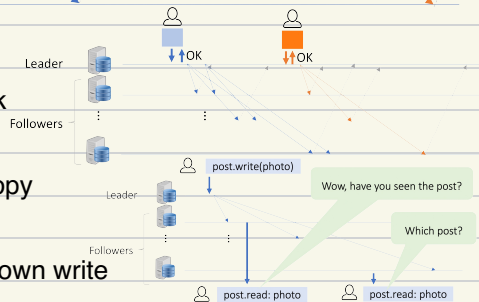 OK
OK
Leader
Followers
⋮
⋮
post.write(photo)
opy
Wow, have you seen the post?
Leader
Which post?
Followers
own write
post.read: photo
post.read: photo